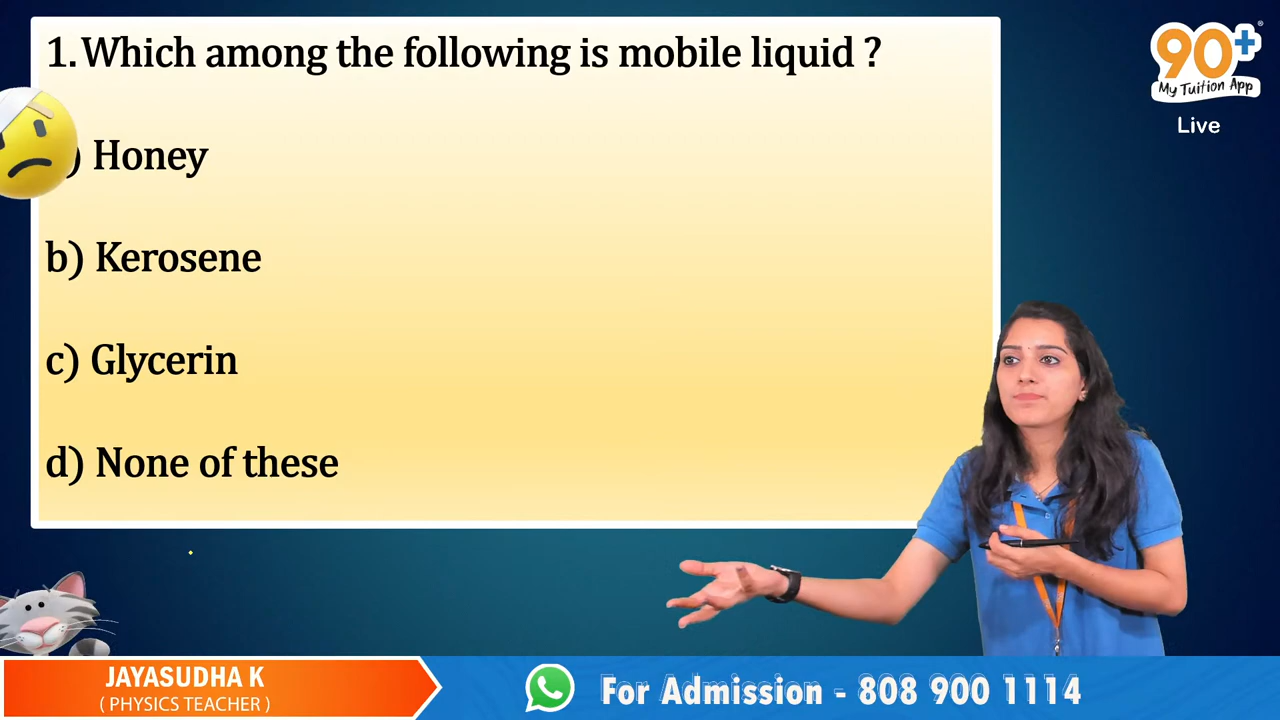 1. Which among the following is mobile liquid ?
) Honey
b) Kerosene
c) Glycerin
d) None of these
90+
My Tuition App
Live
JAYASUDHA K
( PHYSICS TEACHER )
For Admission - 808 900 1114